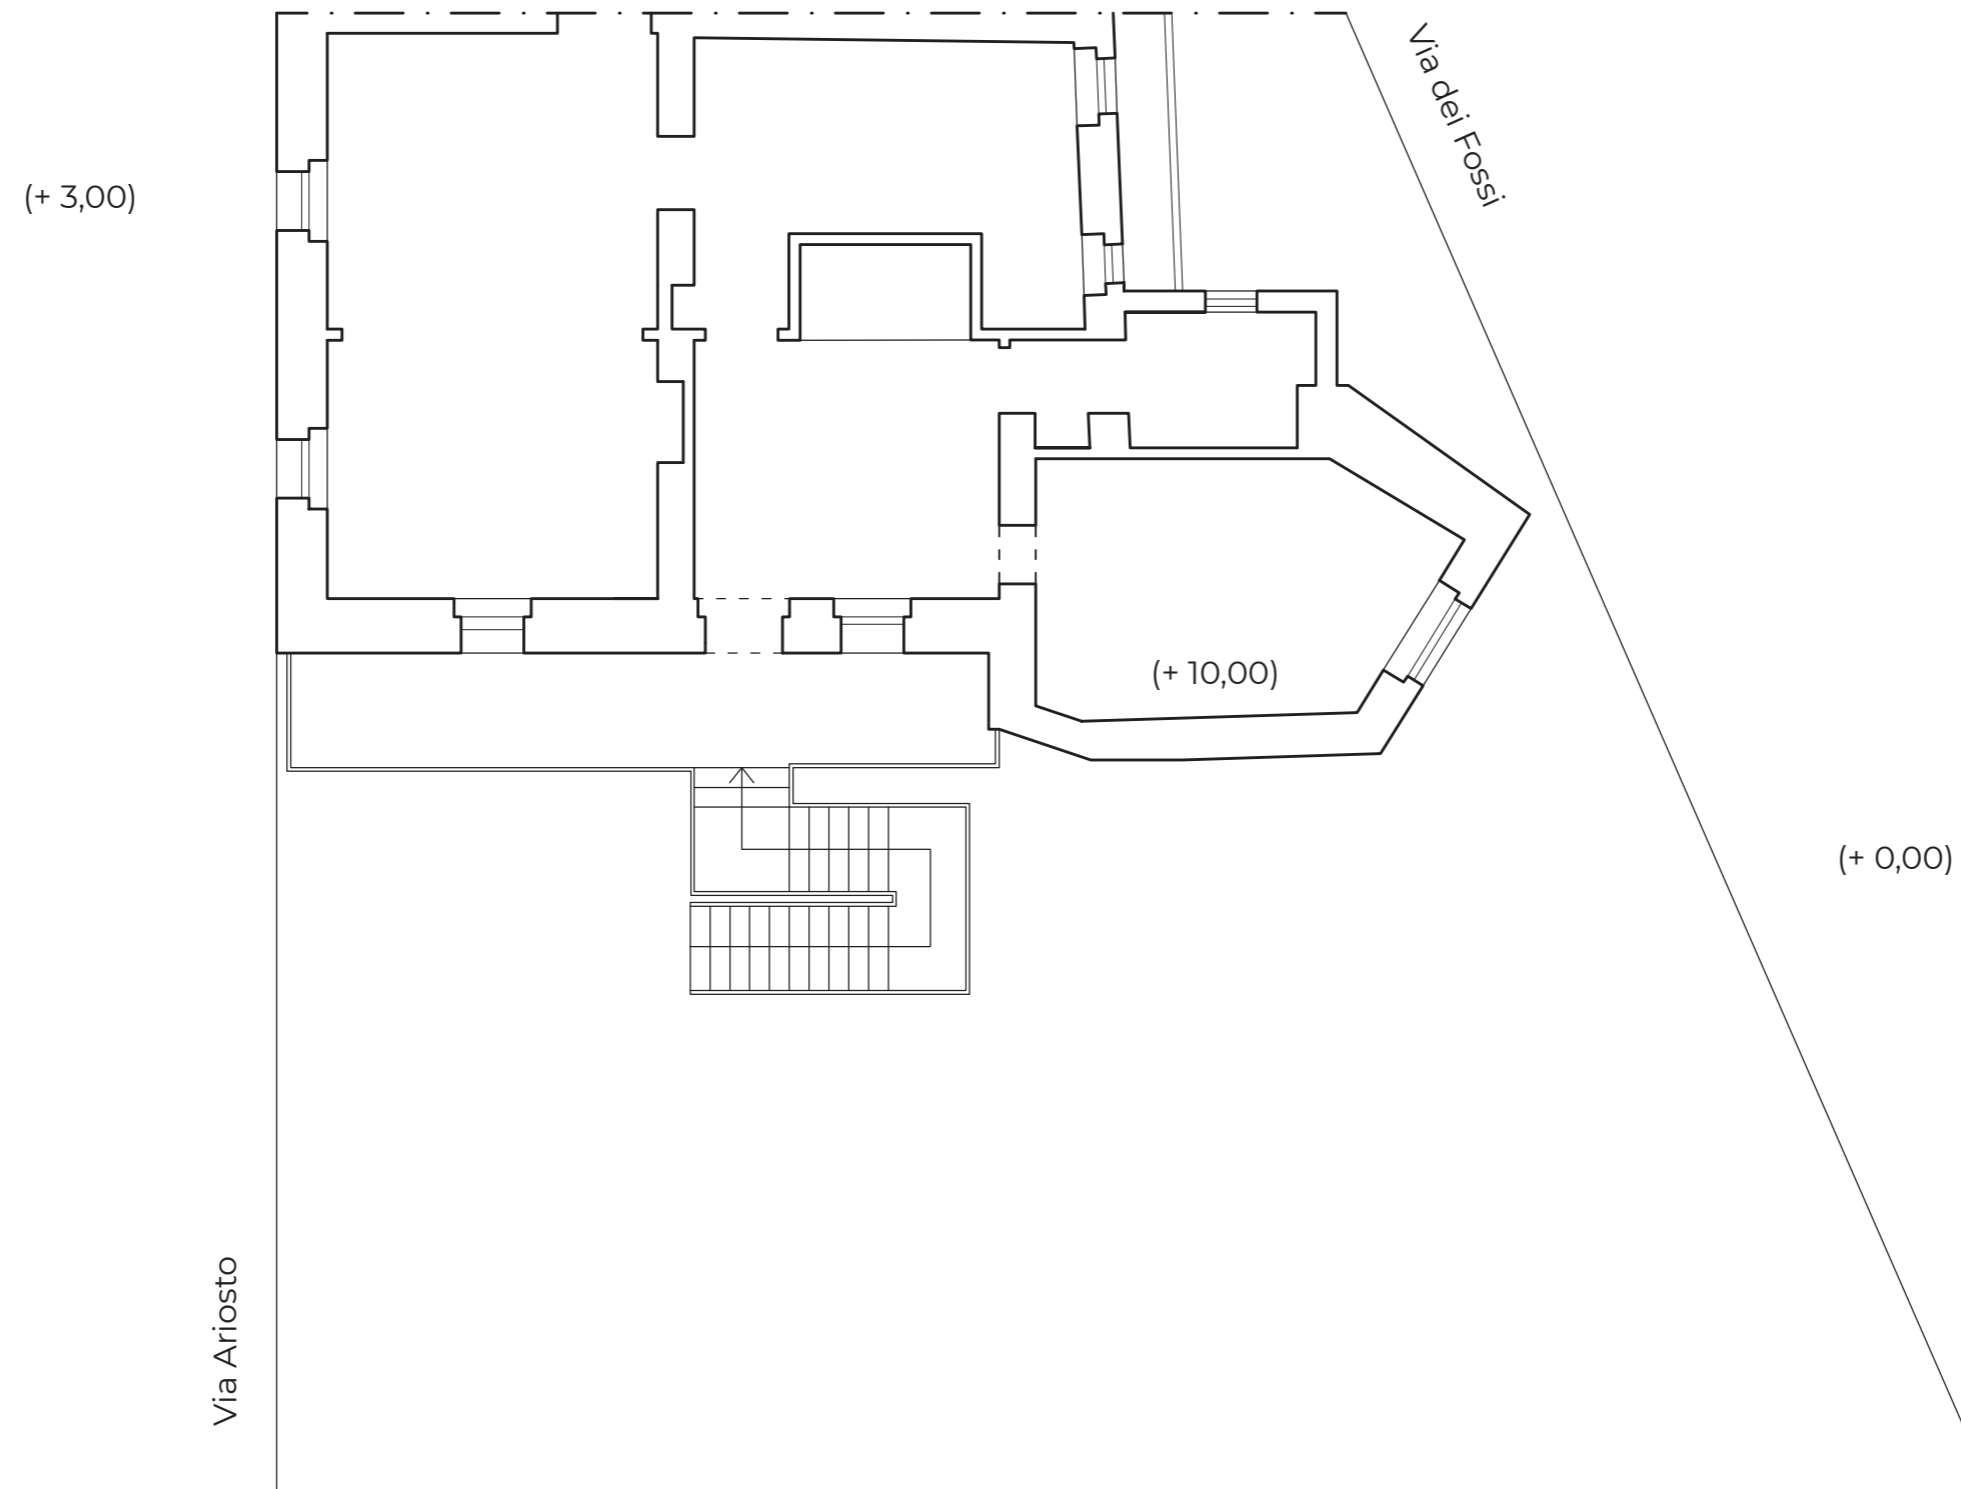 Via dei Fossi
(+ 3,00)
(+ 10,00)
(+ 0,00)
Via Ariosto